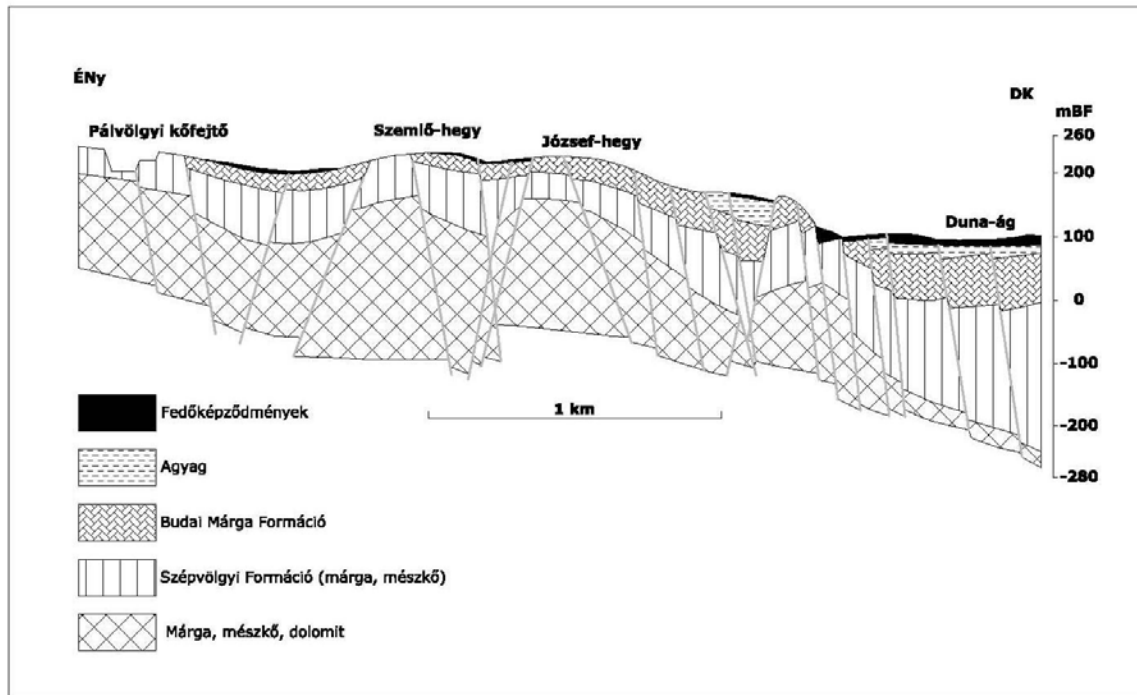 ÉNy
DK
mBF
Pálvölgyi kőfejtő
Szemlő-hegy
József-hegy
Duna-ág
260
200
100
0
-100
-200
-280
1 km
Fedőképződmények
Agyag
Budai Márga Formáció
Szépvölgyi Formáció (márga, mészkő)
Márga, mészkő, dolomit